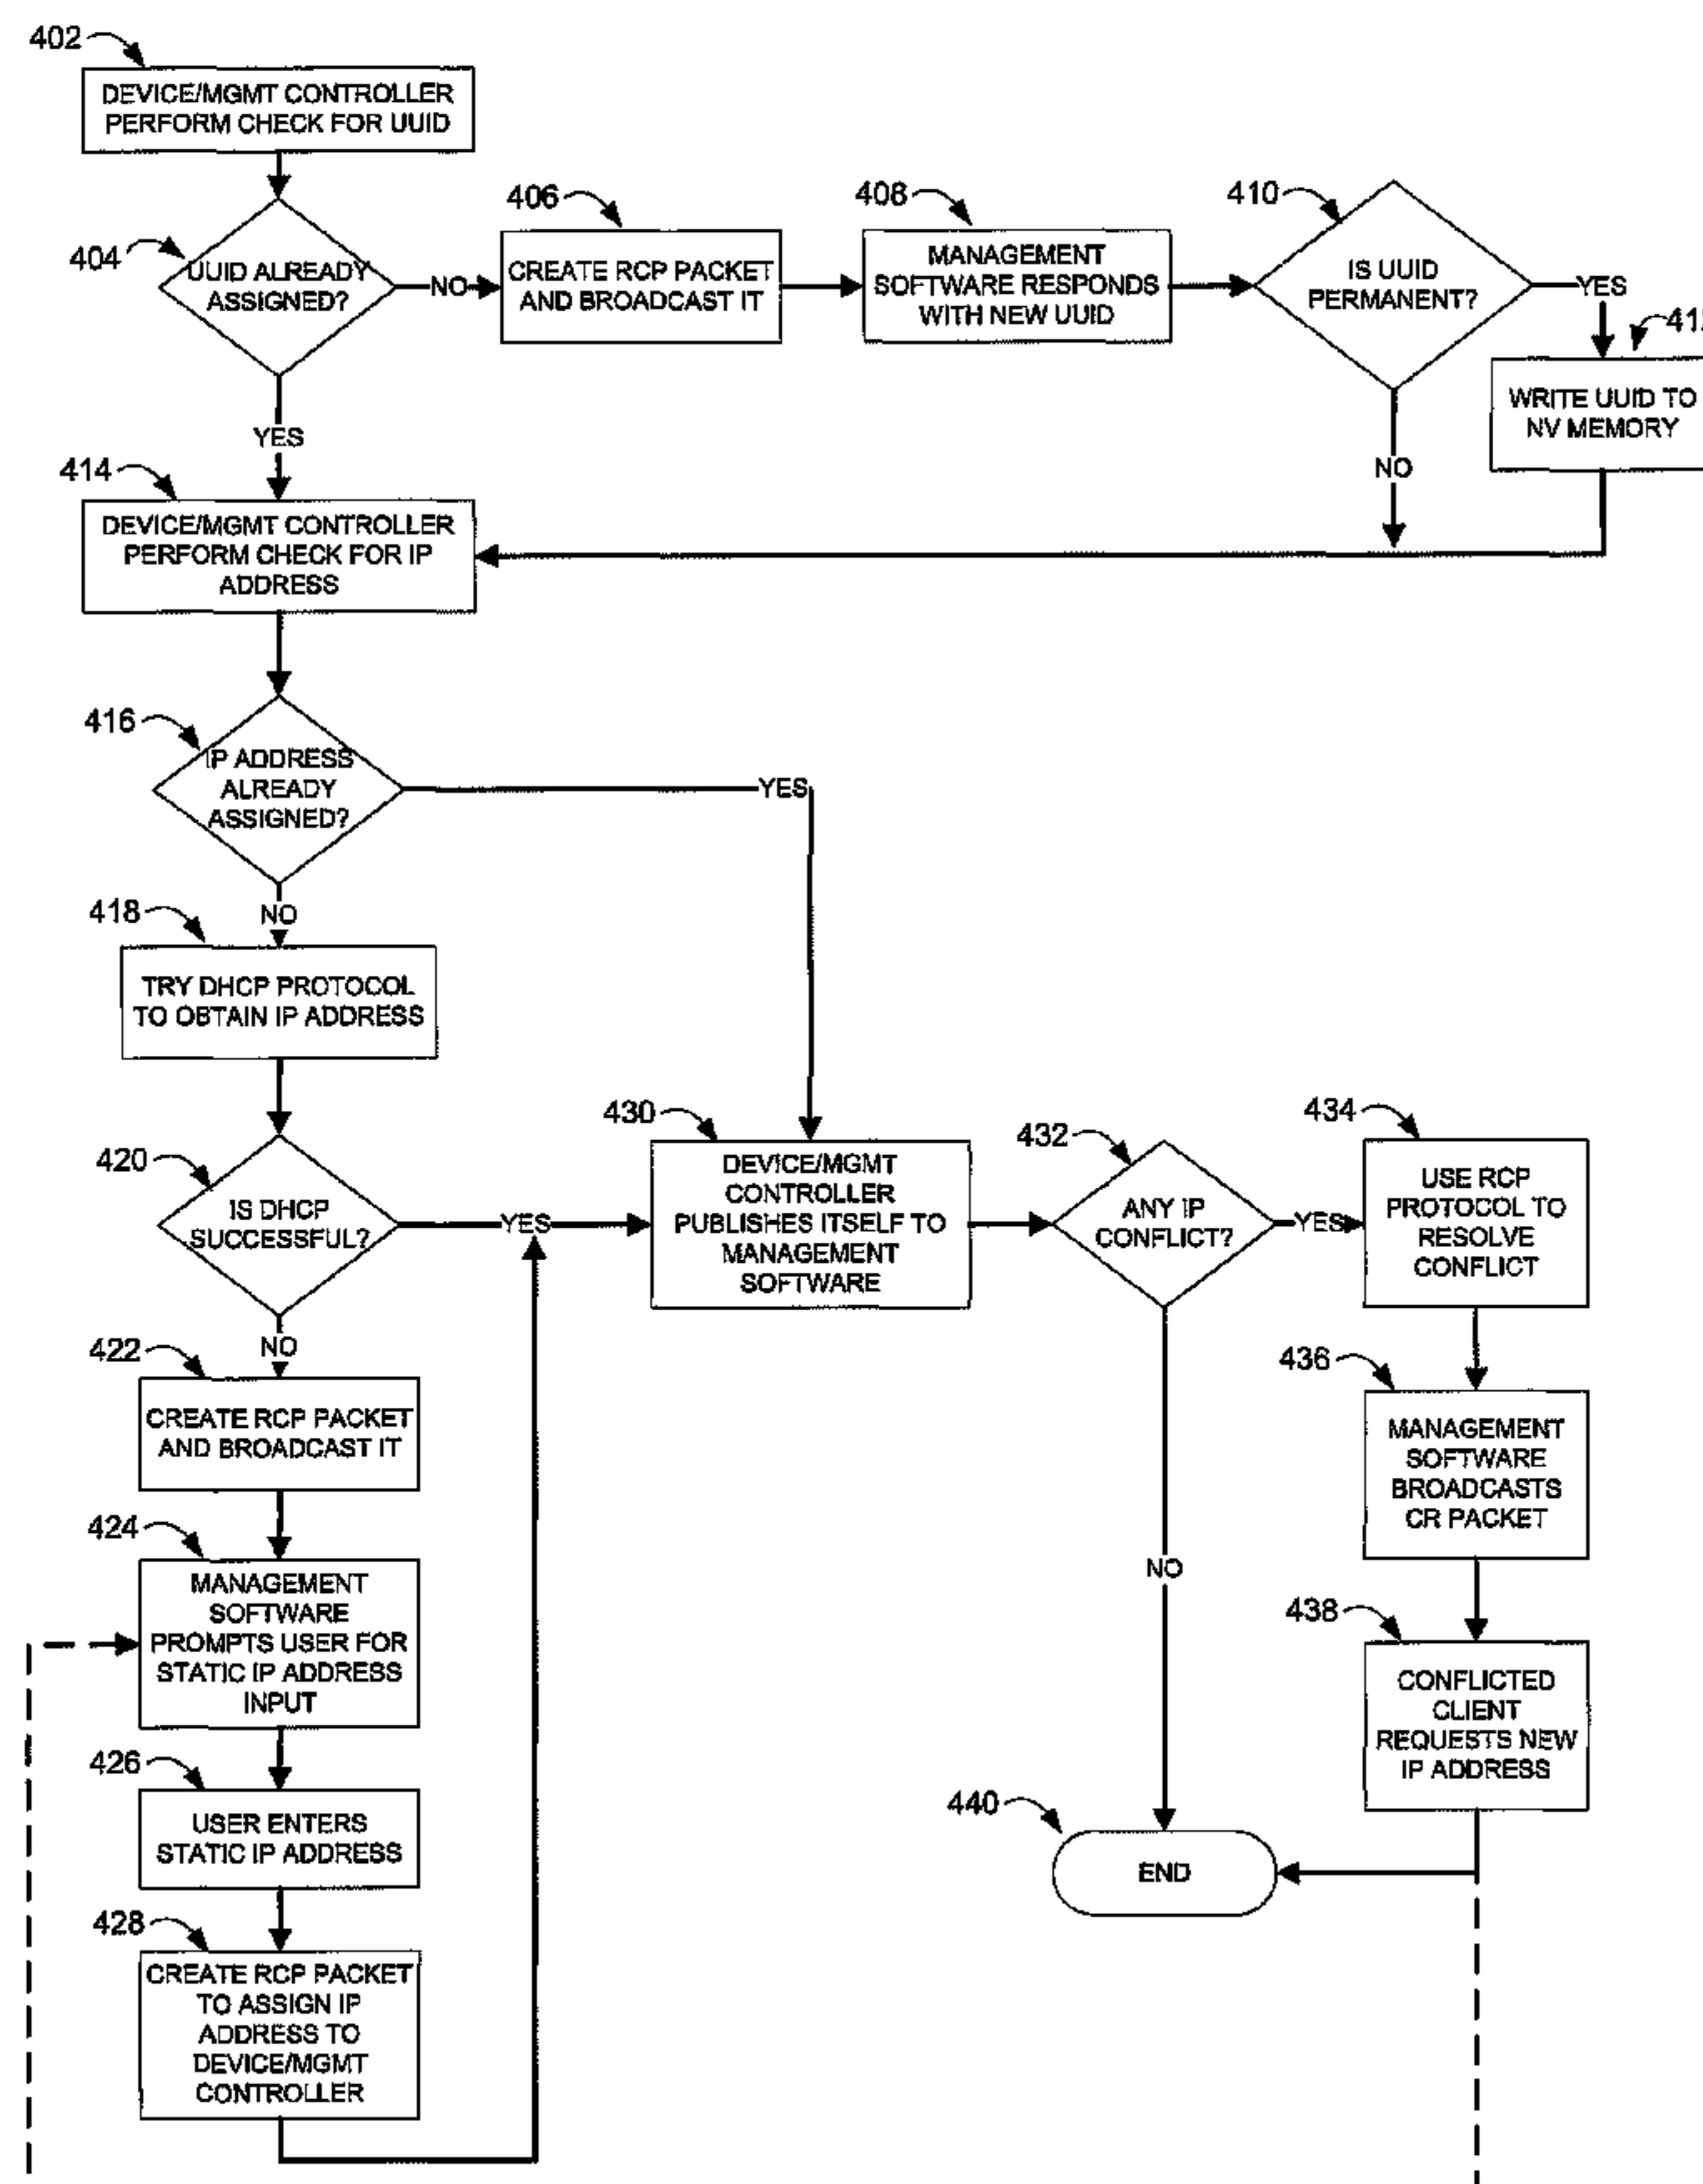 402
DEVICE/MGMT CONTROLLER
PERFORM CHECK FOR UUID
404
UUID ALREADY
ASSIGNED?
NO
406
CREATE RCP PACKET
AND BROADCAST IT
408
MANAGEMENT
SOFTWARE RESPONDS
WITH NEW UUID
410
IS UUID
PERMANENT?
YES
WRITE UUID TO
NV MEMORY
NO
YES
414
DEVICE/MGMT CONTROLLER
PERFORM CHECK FOR IP
ADDRESS
416
IP ADDRESS
ALREADY
ASSIGNED?
YES
NO
418
TRY DHCP PROTOCOL
TO OBTAIN IP ADDRESS
420
IS DHCP
SUCCESSFUL?
YES
NO
422
CREATE RCP PACKET
AND BROADCAST IT
424
MANAGEMENT
SOFTWARE
PROMPTS USER FOR
STATIC IP ADDRESS
INPUT
426
USER ENTERS
STATIC IP ADDRESS
428
CREATE RCP PACKET
TO ASSIGN IP
ADDRESS TO
DEVICE/MGMT
CONTROLLER
430
DEVICE/MGMT
CONTROLLER
PUBLISHES ITSELF TO
MANAGEMENT
SOFTWARE
432
ANY IP
CONFLICT?
YES
NO
434
USE RCP
PROTOCOL TO
RESOLVE
CONFLICT
436
MANAGEMENT
SOFTWARE
BROADCASTS
CR PACKET
438
CONFLICTED
CLIENT
REQUESTS NEW
IP ADDRESS
440
END